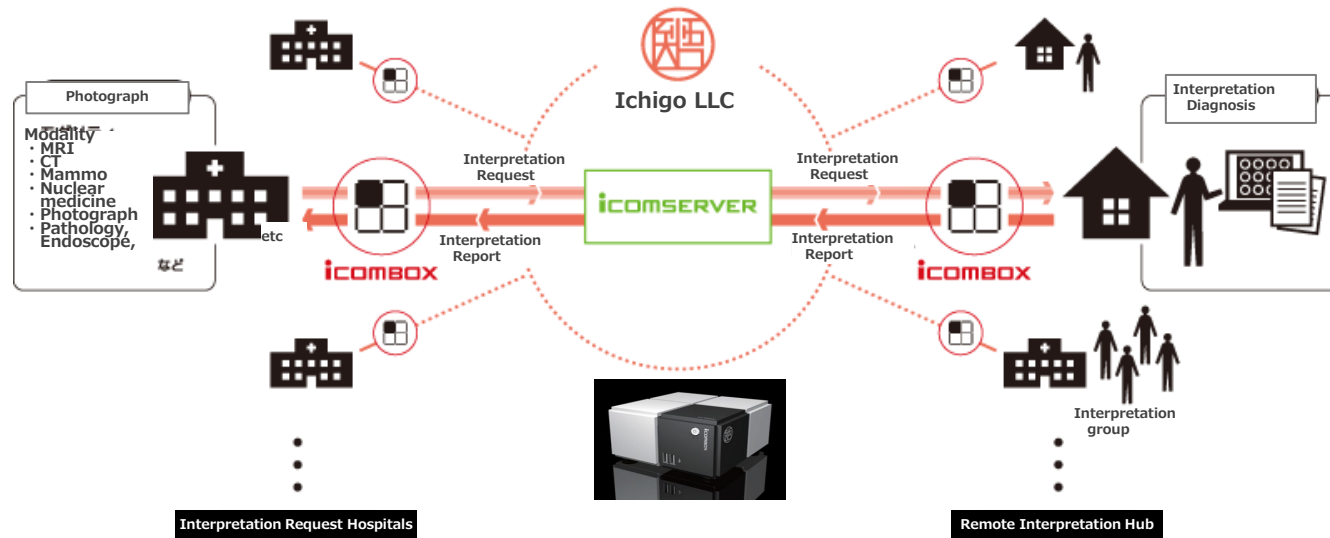 Ichigo LLC
Photograph
Modality
・MRI
・CT
・Mammo
・Nuclear
medicine
・Photograph
・Pathology,
Endoscope,
etc
など
Interpretation
Request
Interpretation
Report
icomBOX
icomSERVER
Interpretation
Request
Interpretation
Report
icomBOX
Interpretation
Diagnosis
Interpretation
group
icomBOX
Interpretation Request Hospitals
Remote Interpretation Hub